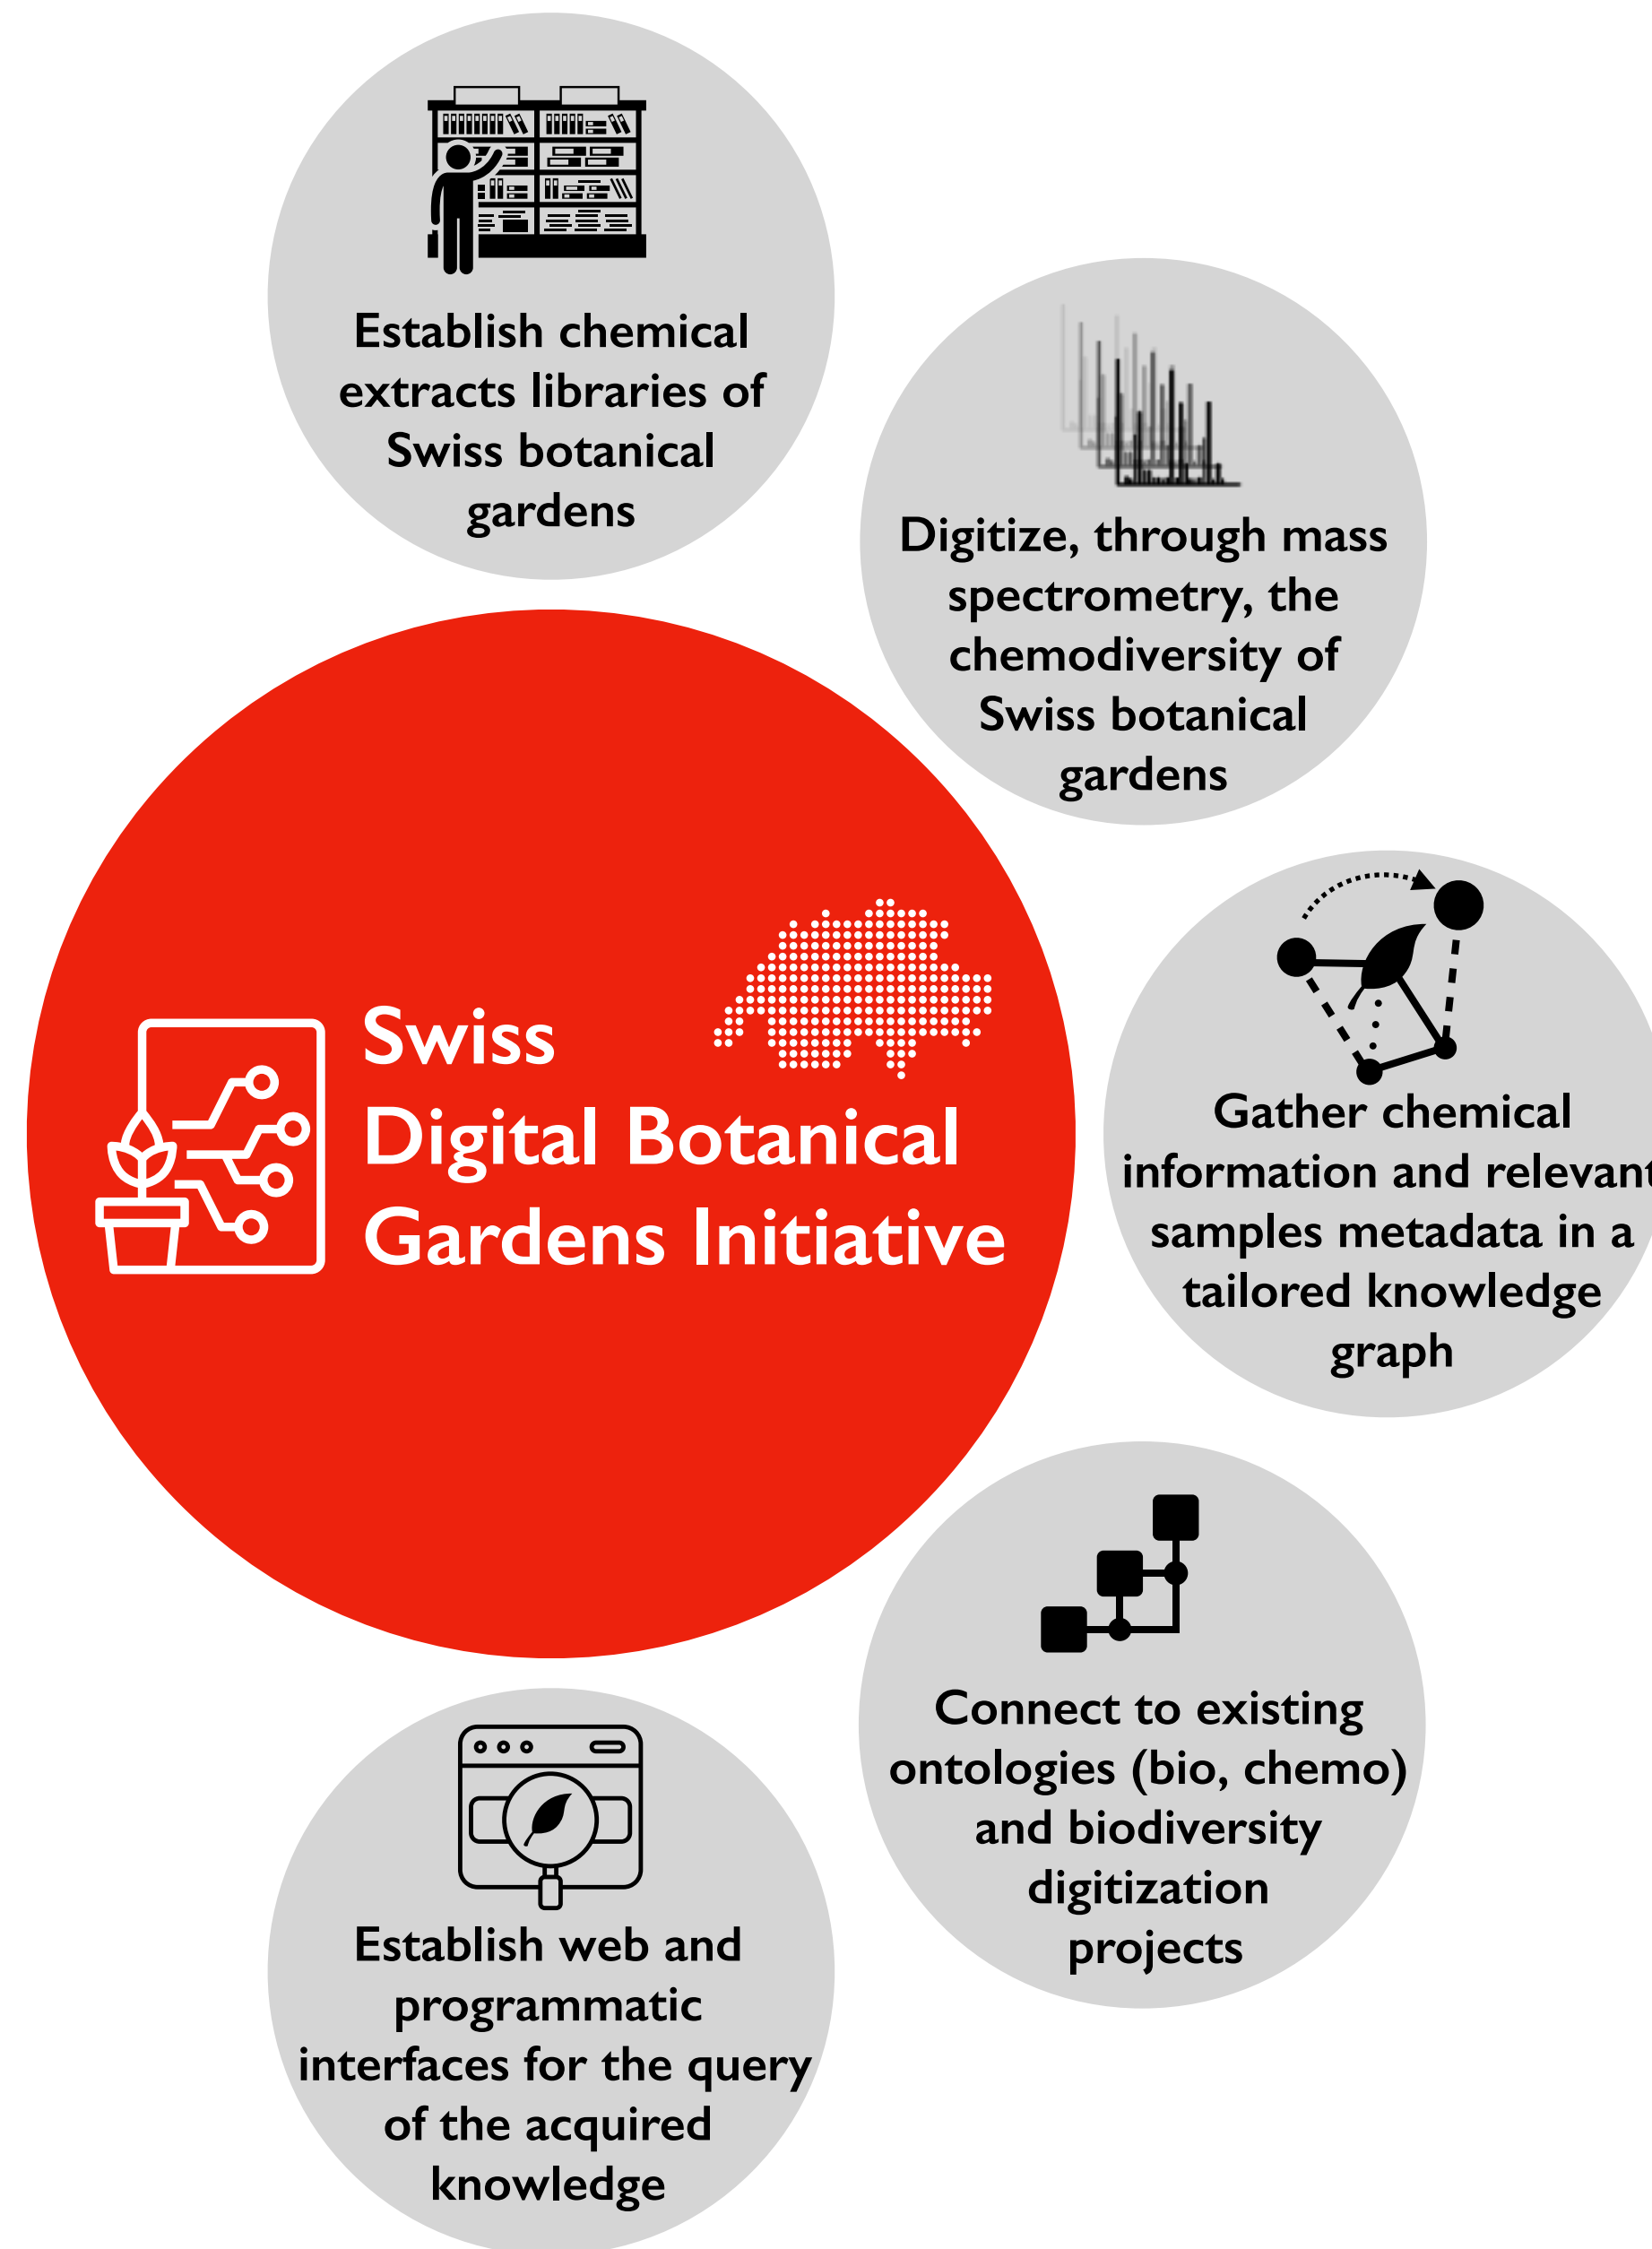 Establish chemical
extracts libraries of
Swiss botanical
gardens
Digitize, through mass
spectrometry, the
chemodiversity of
Swiss botanical
gardens
Swiss
Digital Botanical
Gardens Initiative
Gather chemical
information and relevant
samples metadata in a
tailored knowledge
graph
Connect to existing
ontologies (bio, chemo)
and biodiversity
digitization
projects
Establish web and
programmatic
interfaces for the query
of the acquired
knowledge